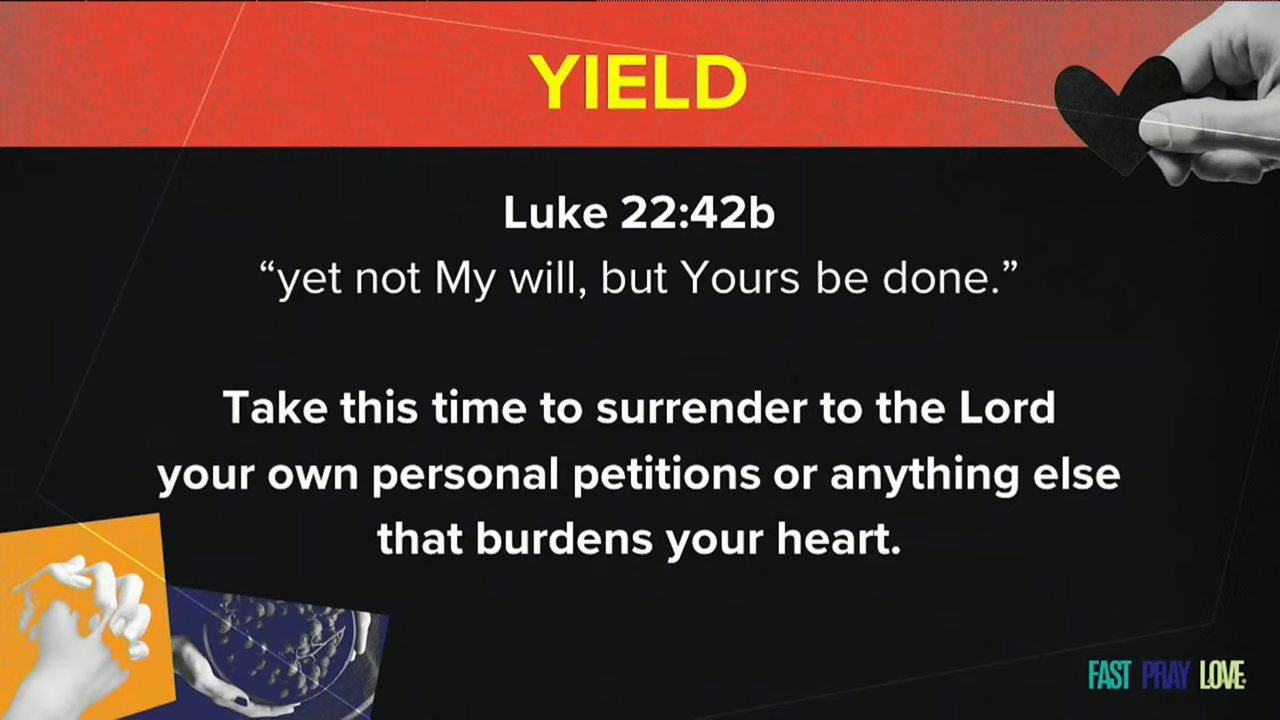 YIELD
Luke 22:42b
“yet not My will, but Yours be done.”
Take this time to surrender to the Lord
your own personal petitions or anything else
that burdens your heart.
FAST PRAY LOVE.